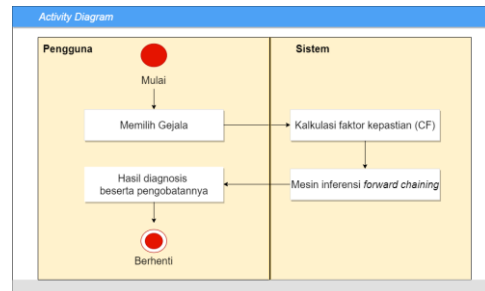 Activity Diagram
Pengguna
Sistem
Mulai
Memilih Gejala
Kalkulasi faktor kepastian (CF)
Hasil diagnosis
beserta pengobatannya
Mesin inferensi forward chaining
Berhenti